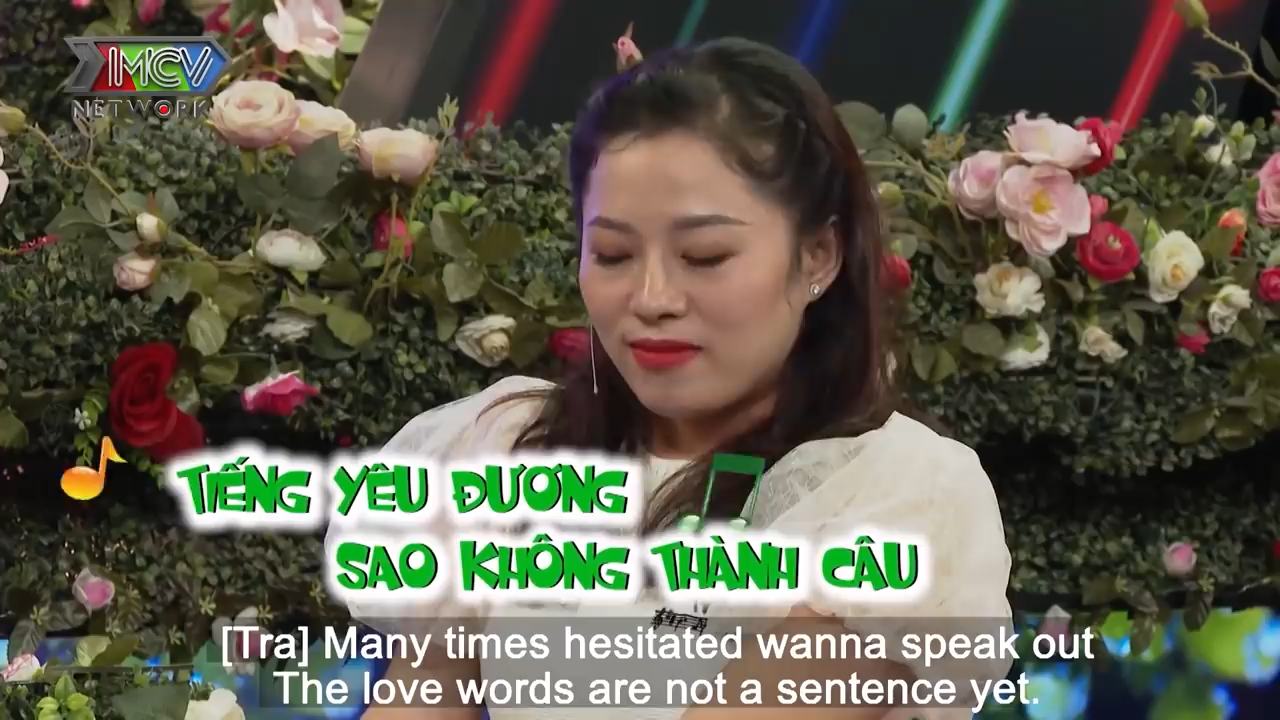 MCV
NETWORK
TIẾNG YÊU ĐƯƠNG
SAO KHÔNG THÀNH CÂU
[Tra] Many times hesitated wanna speak out
The love words are not a sentence yet.